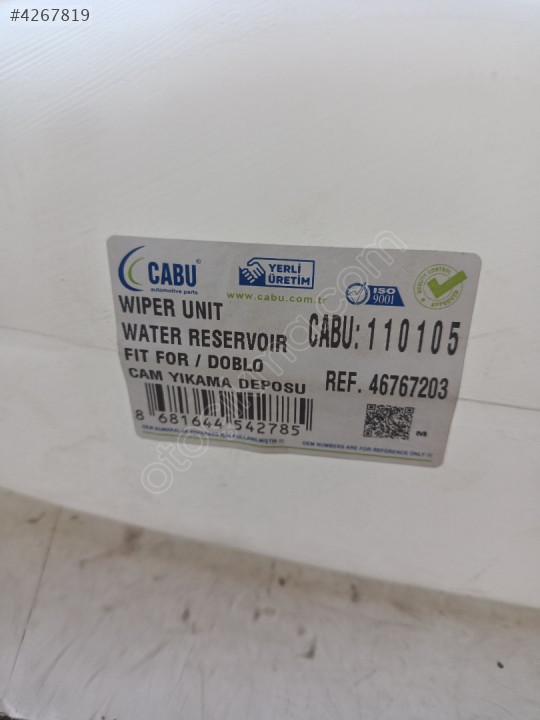 #4267819
CABU
automotive parts
YERLİ
ÜRETİM
www.cabu.com.tr
ISO
9001
WIPER UNIT
WATER RESERVOIR
FIT FOR / DOBLO
CAM YIKAMA DEPOSU
CABU: 110105
REF. 46767203
8 681644 542785
OEM NUMBERS ARE FOR REFERENCE ONLY !!!